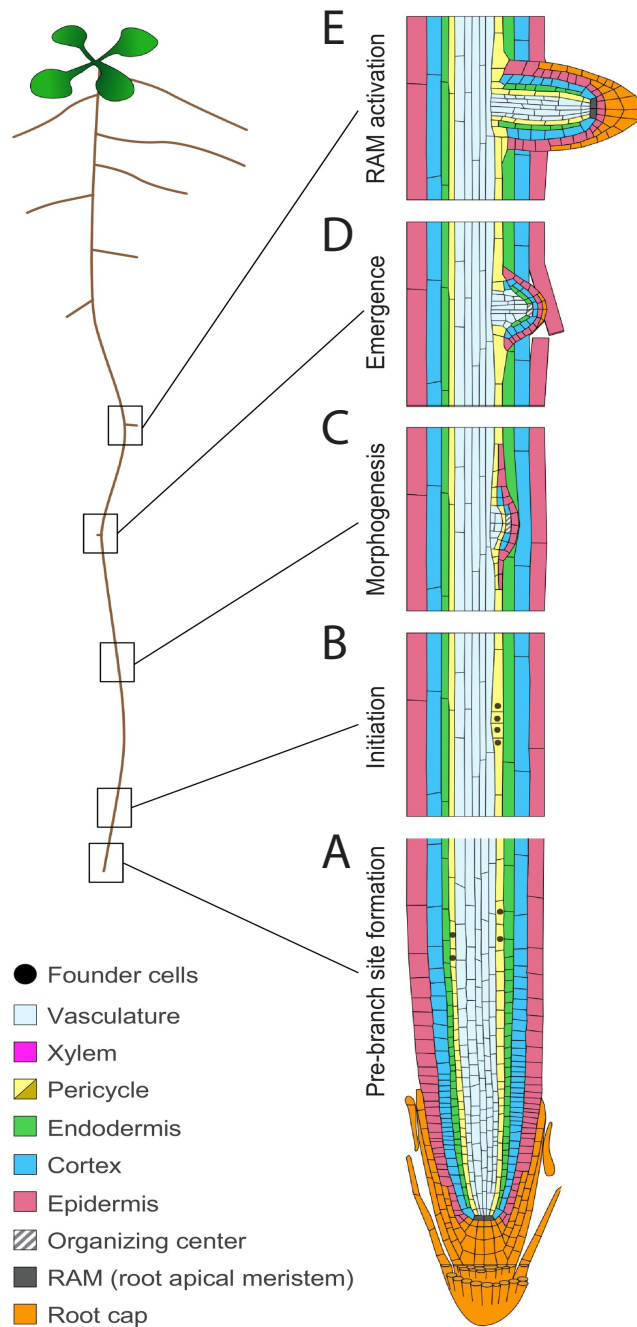 E
RAM activation
D
Emergence
C
Morphogenesis
B
Initiation
A
Pre-branch site formation
Founder cells
Vasculature
Xylem
Pericycle
Endodermis
Cortex
Epidermis
Organizing center
RAM (root apical meristem)
Root cap